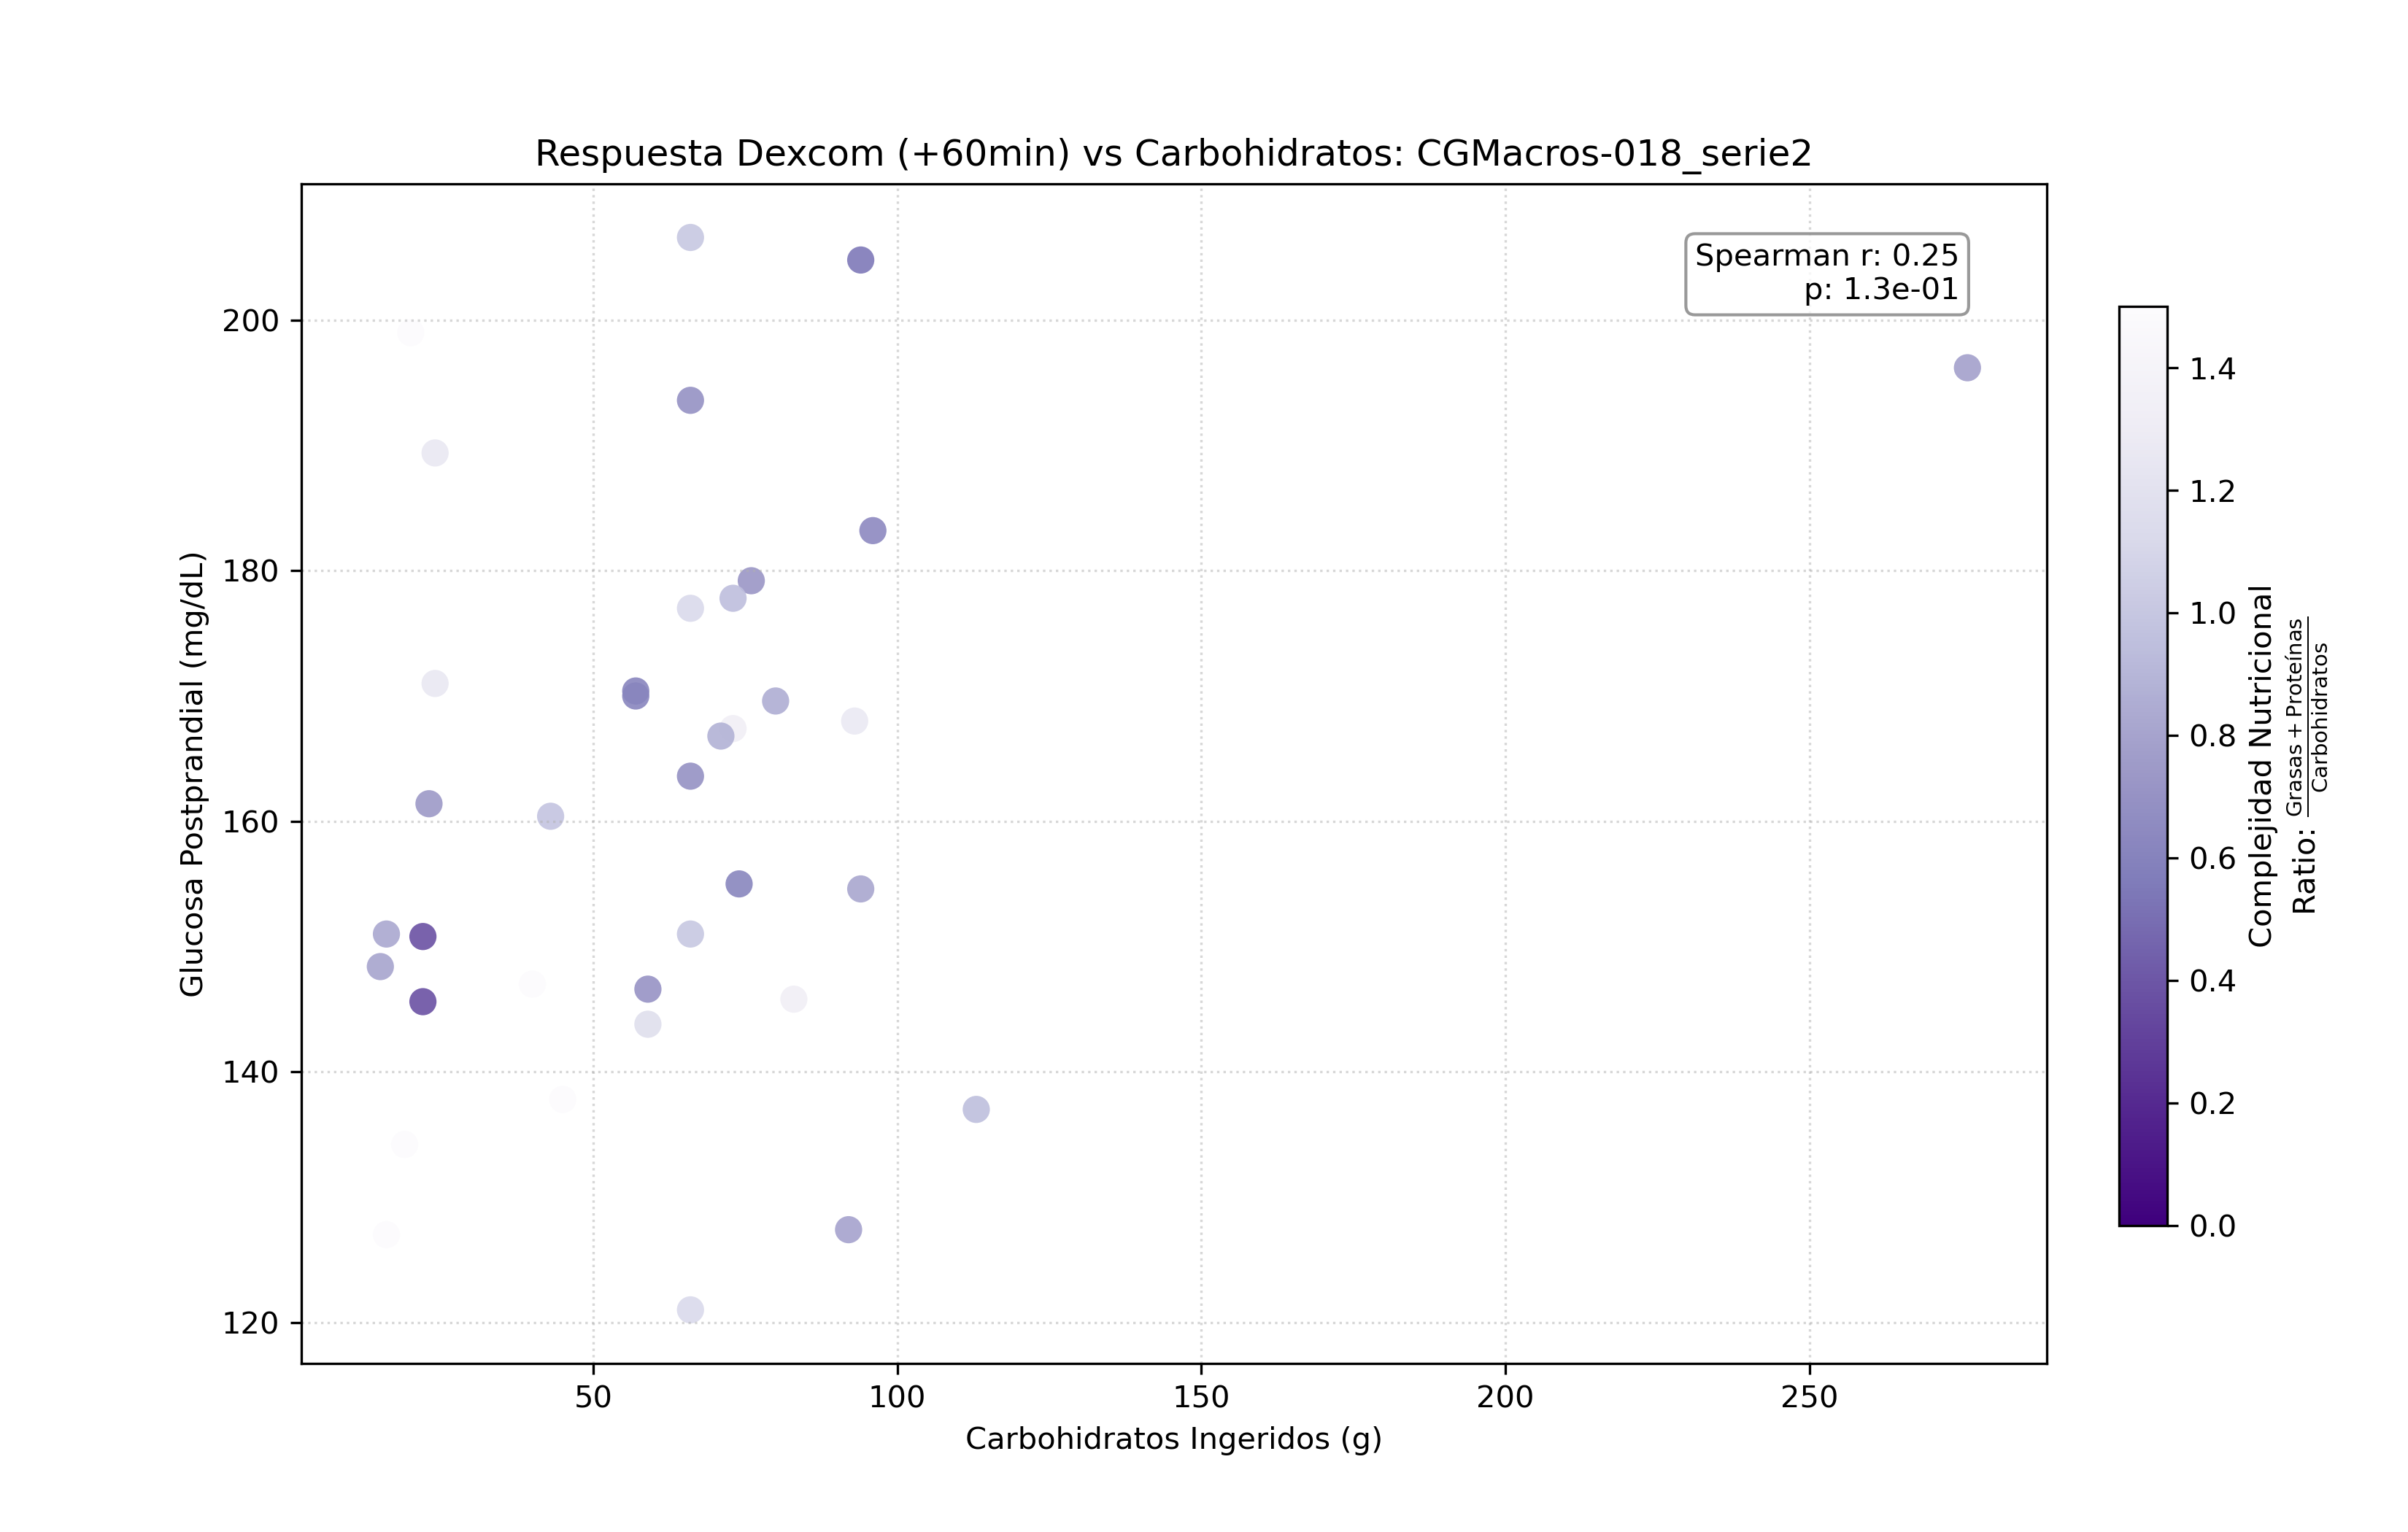 Respuesta Dexcom (+60min) vs Carbohidratos: CGMacros-018_serie2
Spearman r: 0.25
p: 1.3e-01
Glucosa Postprandial (mg/dL)
200
180
160
140
120
50
100
150
200
250
Carbohidratos Ingeridos (g)
1.4
1.2
1.0
0.8
0.6
0.4
0.2
0.0
Complejidad Nutricional
Ratio: Grasas + Proteínas
Carbohidratos